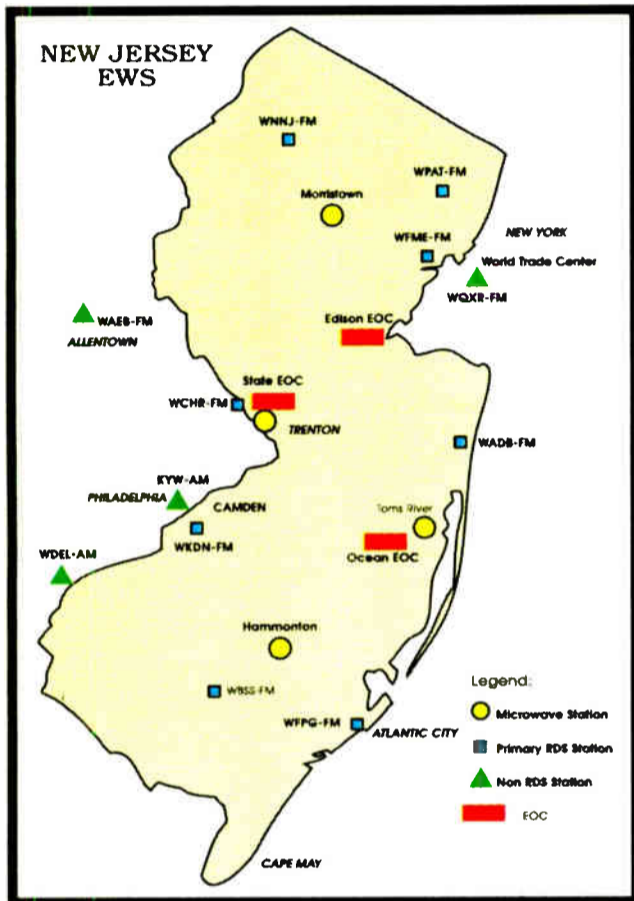 NEW JERSEY
EWS
WNNJ-FM
WPAT-FM
Morristown
NEW YORK
WFME-FM
World Trade Center
WQXR-FM
WAEB-FM
ALLENTOWN
Edison EOC
State EOC
WCHR-FM
TRENTON
WADB-FM
KYW-AM
PHILADELPHIA
CAMDEN
Toms River
WKDN-FM
Ocean EOC
WDEL-AM
Hammonton
WBSS-FM
WFPG-FM
ATLANTIC CITY
CAPE MAY
Legend:
Microwave Station
Primary RDS Station
Non RDS Station
EOC